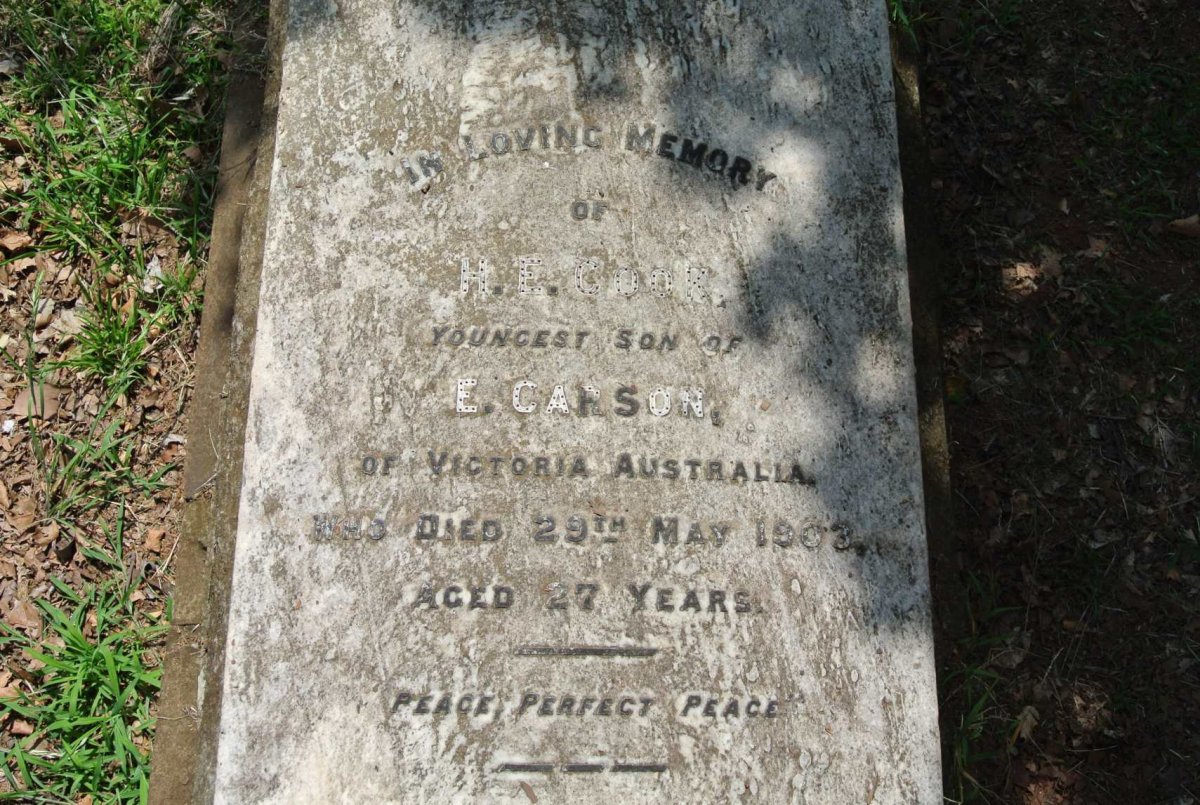 IN LOVING MEMORY
OF
H. E. COOK,
YOUNGEST SON OF
E. CARSON,
OF VICTORIA AUSTRALIA.
WHO DIED 29TH MAY 1903.
AGED 27 YEARS.
PEACE, PERFECT PEACE"